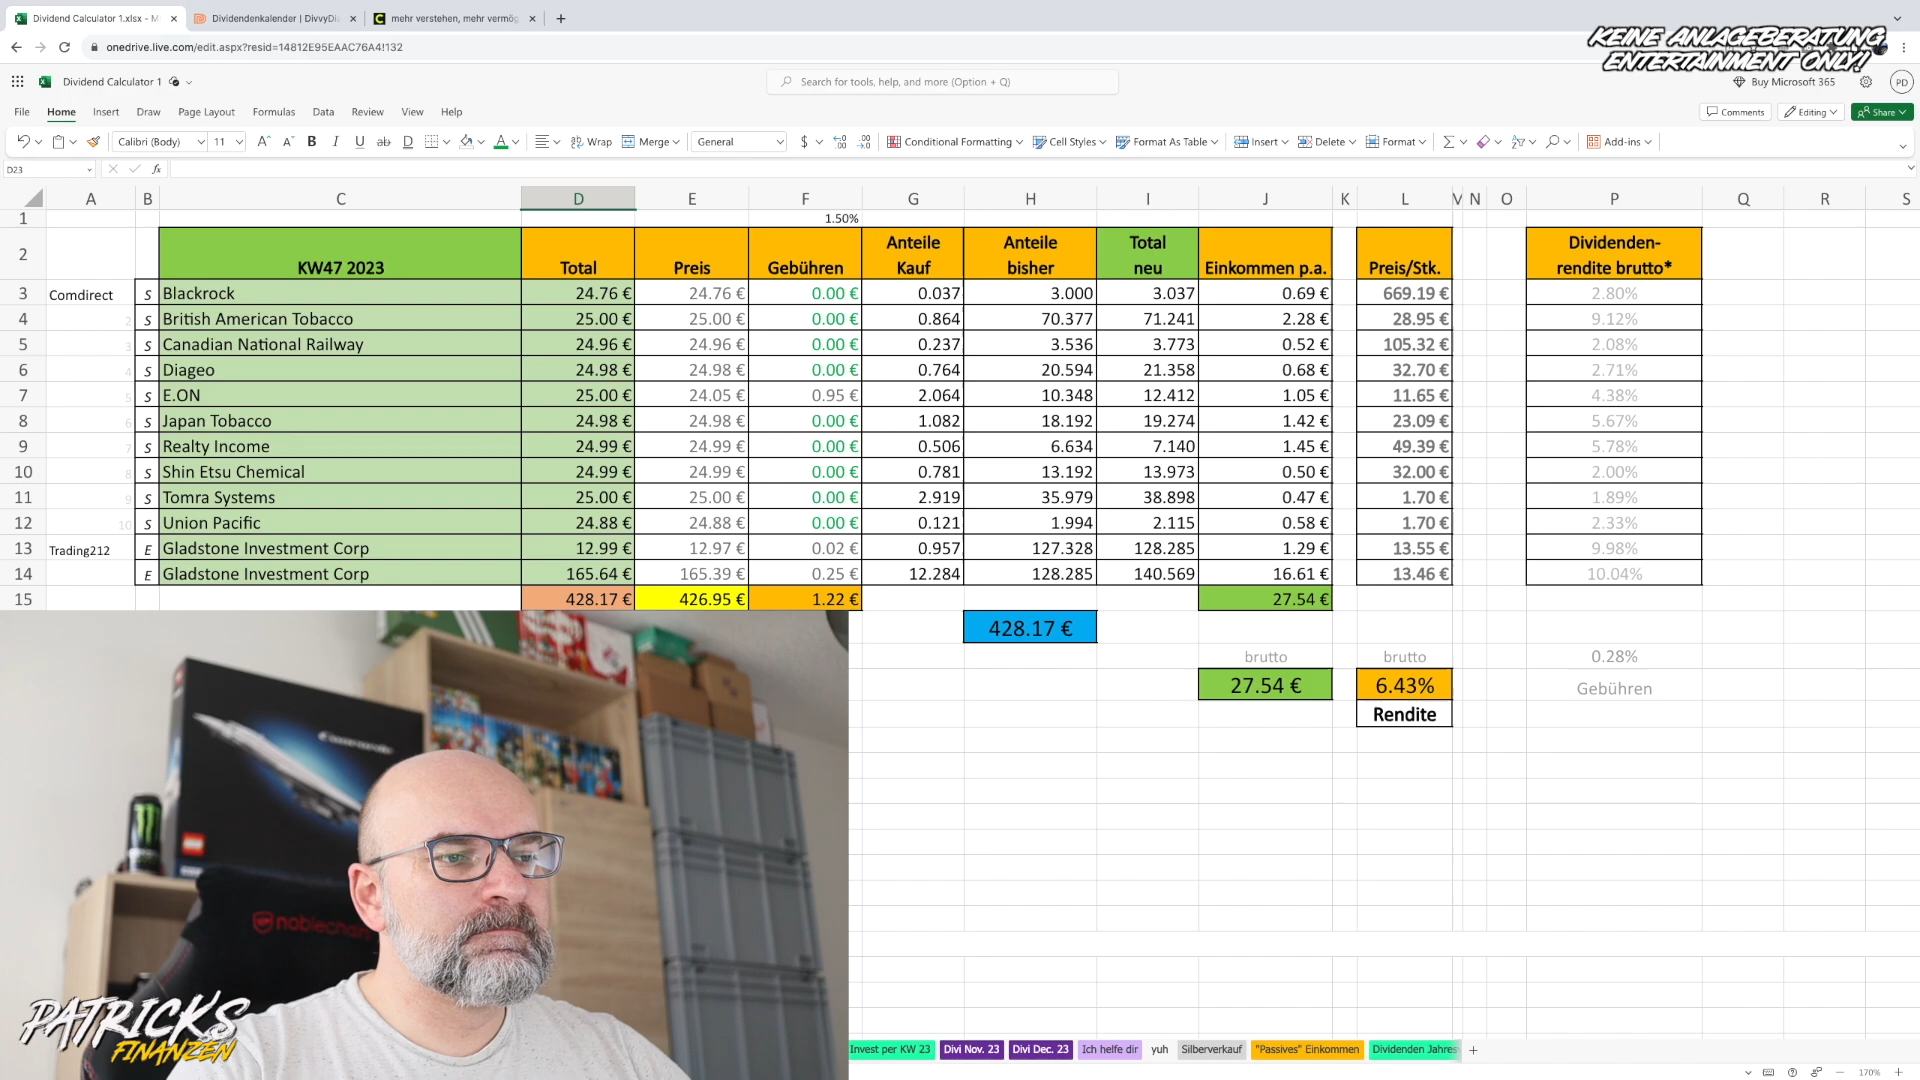 Dividend Calculator 1.xlsx - M
Dividendenkalender | DivvyDia
mehr verstehen, mehr vermög
onedrive.live.com/edit.aspx?resid=14812E95EAAC76A4!132
KEINE ANLAGEBERATUNG
ENTERTAINMENT ONLY!
Dividend Calculator 1
Search for tools, help, and more (Option + Q)
Buy Microsoft 365
PD
File Home Insert Draw Page Layout Formulas Data Review View Help
Comments Editing Share
Calibri (Body) 11 Wrap Merge General Conditional Formatting Cell Styles Format As Table Insert Delete Format Add-ins
D23 fx
A B C D E F G H I J K L N O P Q R S
1 1.50%
2 KW47 2023 Total Preis Gebühren Anteile Kauf Anteile bisher Total neu Einkommen p.a. Preis/Stk. Dividenden-rendite brutto*
3 Comdirect S Blackrock 24.76 € 24.76 € 0.00 € 0.037 3.000 3.037 0.69 € 669.19 € 2.80%
4 2 S British American Tobacco 25.00 € 25.00 € 0.00 € 0.864 70.377 71.241 2.28 € 28.95 € 9.12%
5 3 S Canadian National Railway 24.96 € 24.96 € 0.00 € 0.237 3.536 3.773 0.52 € 105.32 € 2.08%
6 4 S Diageo 24.98 € 24.98 € 0.00 € 0.764 20.594 21.358 0.68 € 32.70 € 2.71%
7 5 S E.ON 25.00 € 24.05 € 0.95 € 2.064 10.348 12.412 1.05 € 11.65 € 4.38%
8 6 S Japan Tobacco 24.98 € 24.98 € 0.00 € 1.082 18.192 19.274 1.42 € 23.09 € 5.67%
9 7 S Realty Income 24.99 € 24.99 € 0.00 € 0.506 6.634 7.140 1.45 € 49.39 € 5.78%
10 8 S Shin Etsu Chemical 24.99 € 24.99 € 0.00 € 0.781 13.192 13.973 0.50 € 32.00 € 2.00%
11 9 S Tomra Systems 25.00 € 25.00 € 0.00 € 2.919 35.979 38.898 0.47 € 1.70 € 1.89%
12 10 S Union Pacific 24.88 € 24.88 € 0.00 € 0.121 1.994 2.115 0.58 € 1.70 € 2.33%
13 Trading212 E Gladstone Investment Corp 12.99 € 12.97 € 0.02 € 0.957 127.328 128.285 1.29 € 13.55 € 9.98%
14 E Gladstone Investment Corp 165.64 € 165.39 € 0.25 € 12.284 128.285 140.569 16.61 € 13.46 € 10.04%
15 428.17 € 426.95 € 1.22 € 27.54 €
428.17 €
brutto brutto 0.28%
27.54 € 6.43% Gebühren
Rendite
Concorde
noblechairs
PATRICKS
FINANZEN
Invest per KW 23 Divi Nov. 23 Divi Dec. 23 Ich helfe dir yuh Silberverkauf "Passives" Einkommen Dividenden Jahres
170%